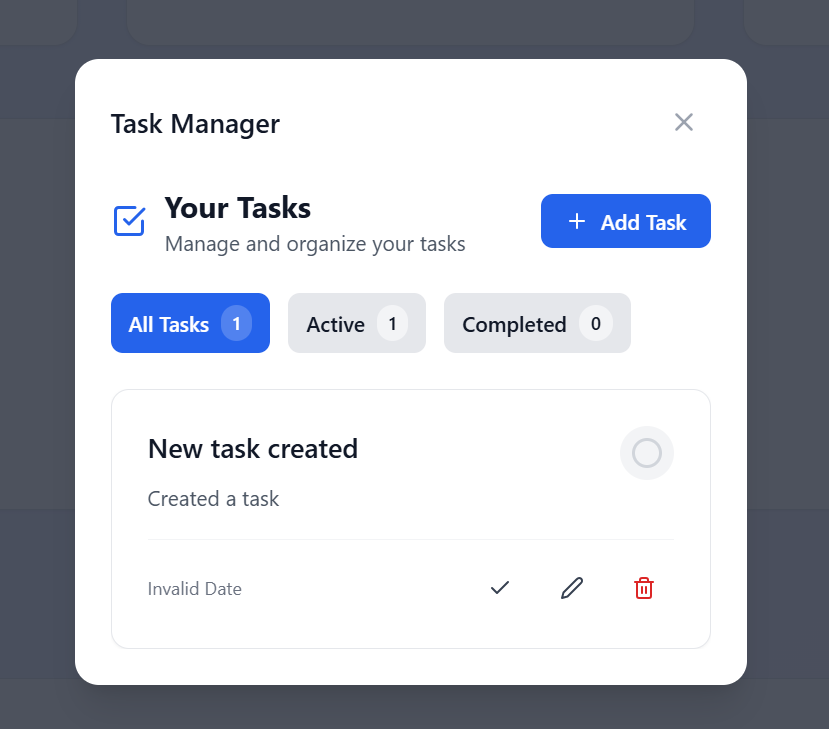 Task Manager
Your Tasks
Manage and organize your tasks
Add Task
All Tasks 1
Active 1
Completed 0
New task created
Created a task
Invalid Date